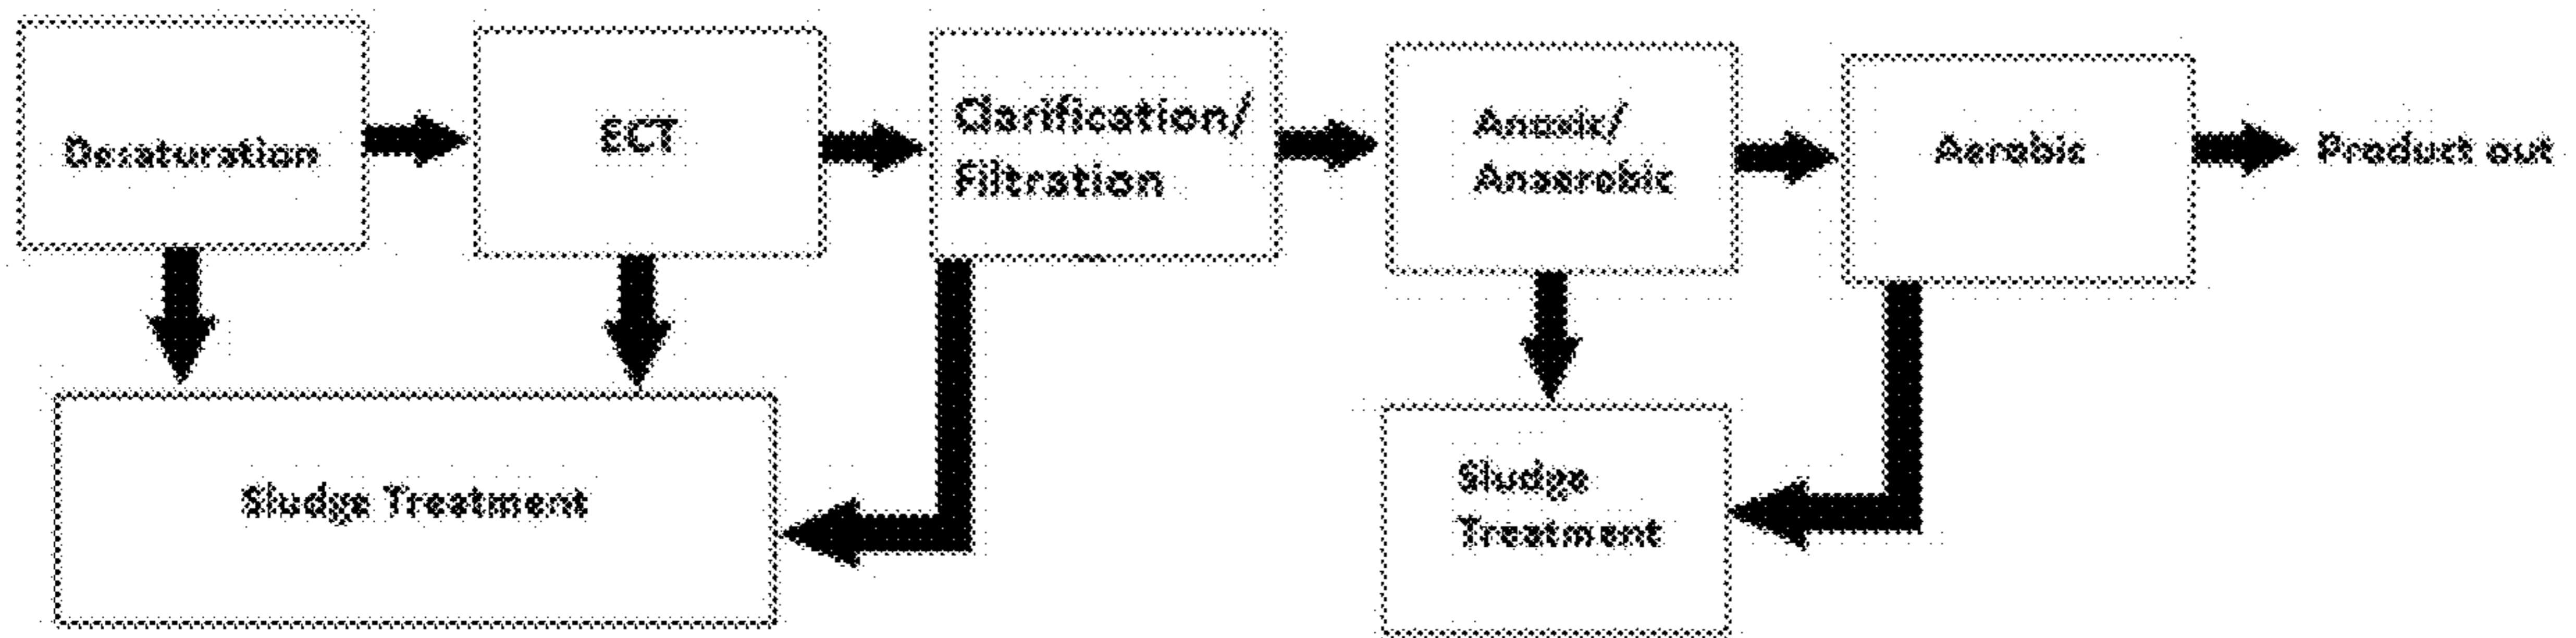 Desaturation
ECT
Clarification/
Filtration
Anoxic/
Anaerobic
Aerobic
Product out
Sludge Treatment
Sludge
Treatment